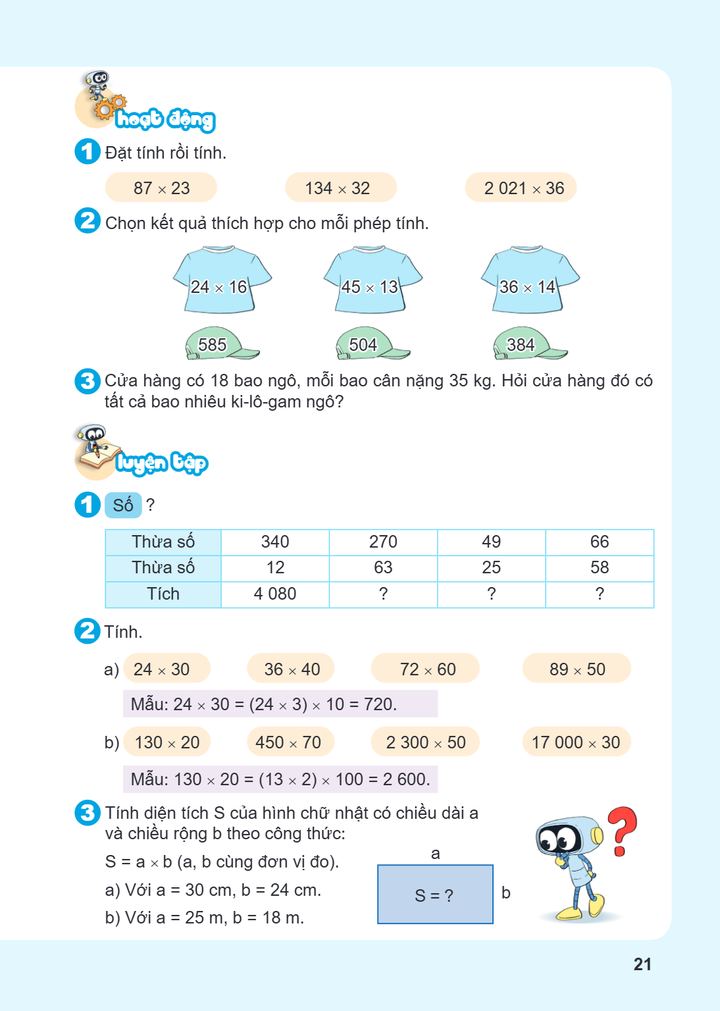 hoạt động
1 Đặt tính rồi tính.
87 × 23 134 × 32 2 021 × 36
2 Chọn kết quả thích hợp cho mỗi phép tính.
24 × 16 45 × 13 36 × 14
585 504 384
3 Cửa hàng có 18 bao ngô, mỗi bao cân nặng 35 kg. Hỏi cửa hàng đó có
tất cả bao nhiêu ki-lô-gam ngô?
luyện tập
1 Số ?
Thừa số 340 270 49 66
Thừa số 12 63 25 58
Tích 4 080 ? ? ?
2 Tính.
a) 24 × 30 36 × 40 72 × 60 89 × 50
Mẫu: 24 × 30 = (24 × 3) × 10 = 720.
b) 130 × 20 450 × 70 2 300 × 50 17 000 × 30
Mẫu: 130 × 20 = (13 × 2) × 100 = 2 600.
3 Tính diện tích S của hình chữ nhật có chiều dài a
và chiều rộng b theo công thức:
S = a × b (a, b cùng đơn vị đo).
a) Với a = 30 cm, b = 24 cm.
b) Với a = 25 m, b = 18 m.
a
S = ? b
?
21